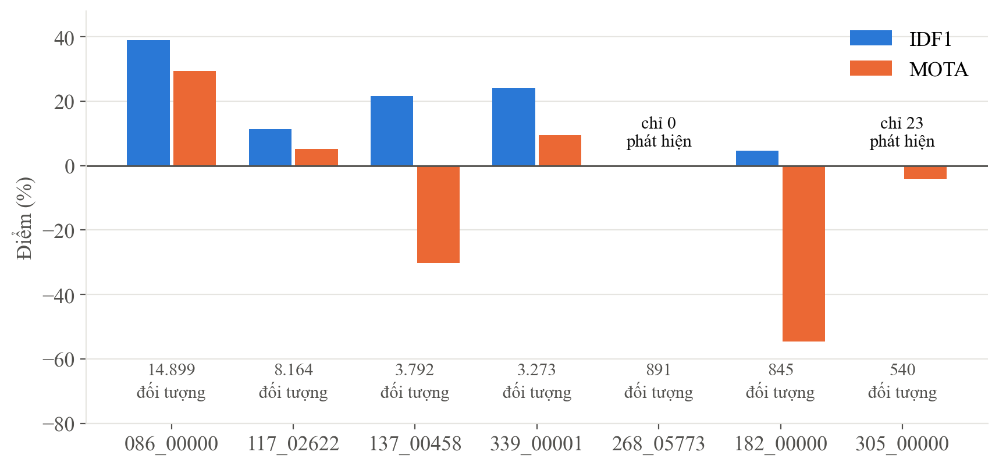 IDF1
MOTA
40
20
0
−20
−40
−60
−80
Điểm (%)
chỉ 0
phát hiện
chỉ 23
phát hiện
14.899
đối tượng
8.164
đối tượng
3.792
đối tượng
3.273
đối tượng
891
đối tượng
845
đối tượng
540
đối tượng
086_00000
117_02622
137_00458
339_00001
268_05773
182_00000
305_00000